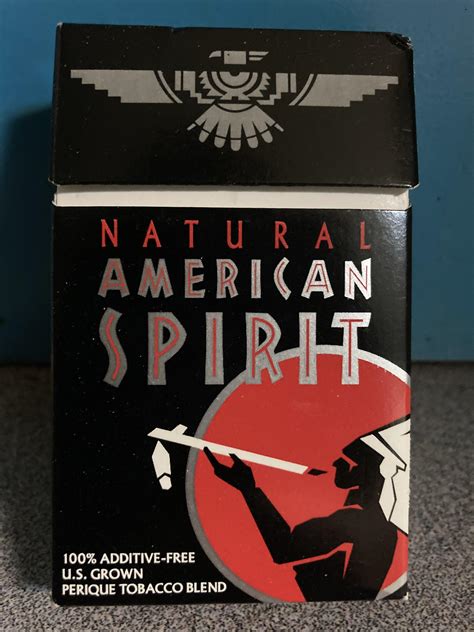 NATURAL
AMERICAN
SPIRIT
100% ADDITIVE-FREE
U.S. GROWN
PERIQUE TOBACCO BLEND